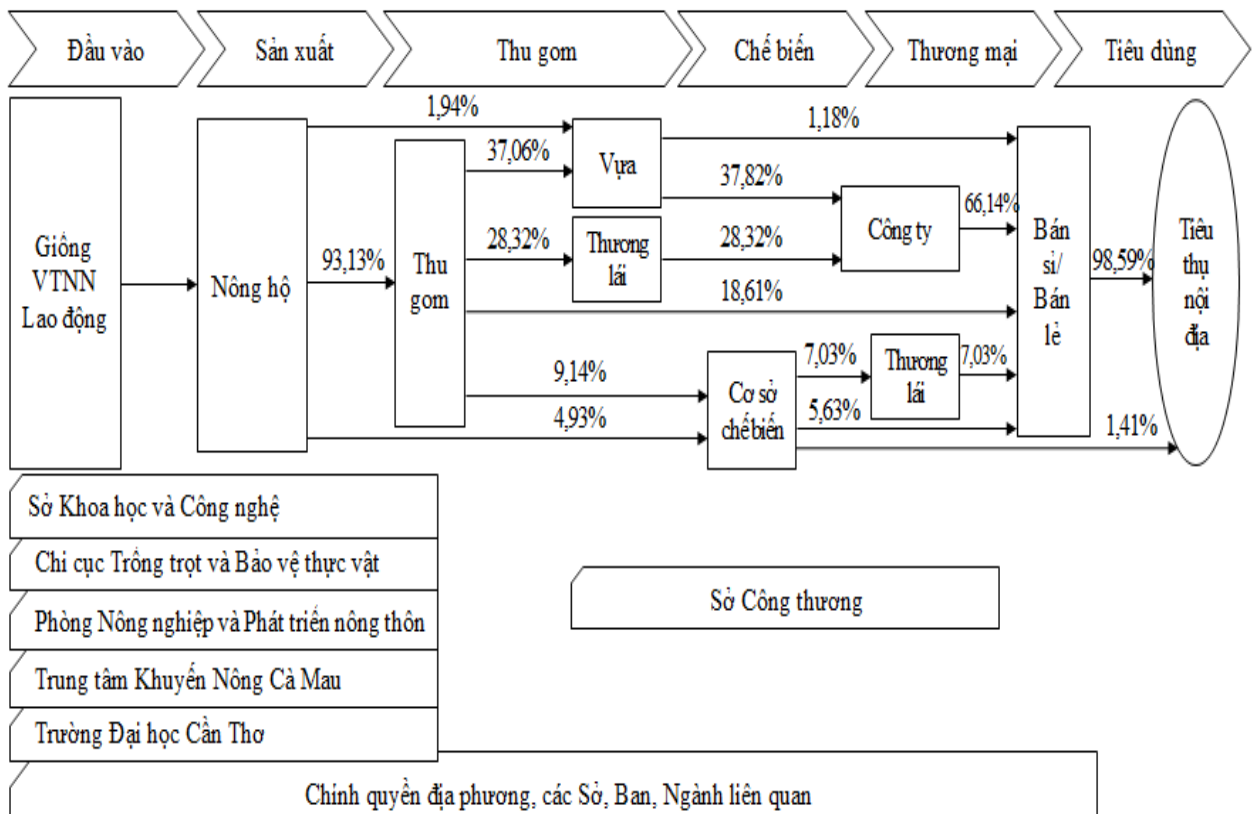 Đầu vào
Sản xuất
Thu gom
Chế biến
Thương mại
Tiêu dùng
Giống
VTNN
Lao động
Nông hộ
1,94%
93,13%
Thu
gom
37,06%
28,32%
Vựa
Thương
lái
1,18%
37,82%
28,32%
18,61%
Công ty
66,14%
9,14%
4,93%
Cơ sở
chế biến
7,03%
5,63%
Thương
lái
7,03%
Bán
sỉ/
Bán
lẻ
98,59%
1,41%
Tiêu
thụ
nội
địa
Sở Khoa học và Công nghệ
Chi cục Trồng trọt và Bảo vệ thực vật
Phòng Nông nghiệp và Phát triển nông thôn
Trung tâm Khuyến Nông Cà Mau
Trường Đại học Cần Thơ
Sở Công thương
Chính quyền địa phương, các Sở, Ban, Ngành liên quan